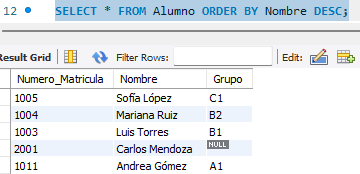 12 SELECT * FROM Alumno ORDER BY Nombre DESC;
Result Grid Filter Rows: Edit:
Numero_Matricula Nombre Grupo
1005 Sofía López C1
1004 Mariana Ruiz B2
1003 Luis Torres B1
2001 Carlos Mendoza NULL
1011 Andrea Gómez A1